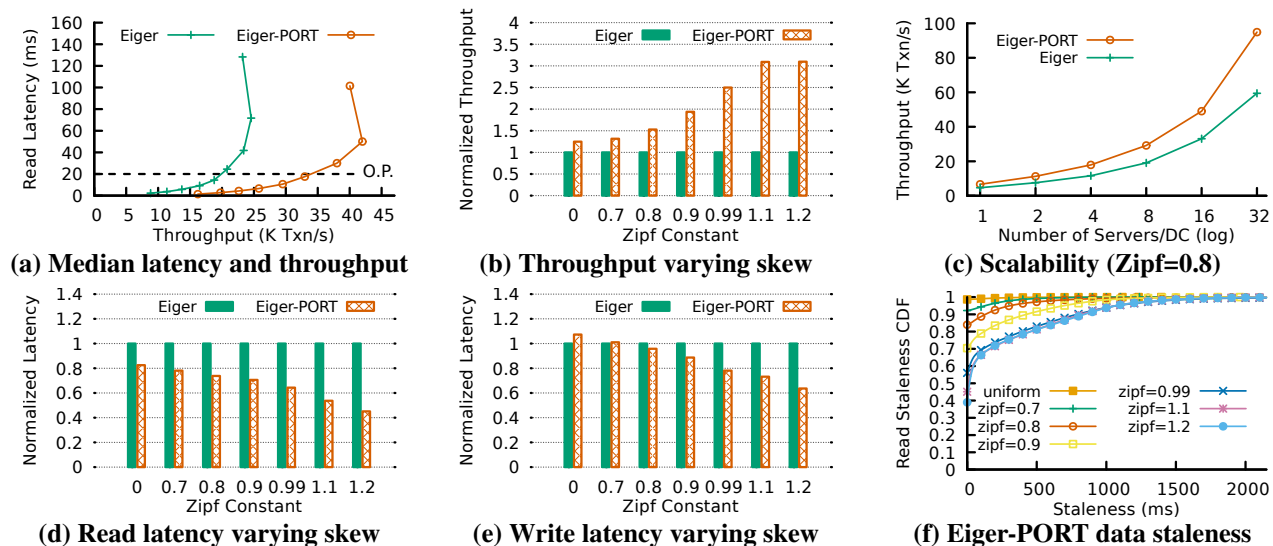 Read Latency (ms)
160
140
120
100
80
60
40
20
0
Eiger
Eiger-PORT
O.P.
0 5 10 15 20 25 30 35 40 45
Throughput (K Txn/s)
(a) Median latency and throughput
Normalized Throughput
4
3.5
3
2.5
2
1.5
1
0.5
0
Eiger
Eiger-PORT
0 0.7 0.8 0.9 0.99 1.1 1.2
Zipf Constant
(b) Throughput varying skew
Throughput (K Txn/s)
100
80
60
40
20
0
Eiger-PORT
Eiger
1 2 4 8 16 32
Number of Servers/DC (log)
(c) Scalability (Zipf=0.8)
Normalized Latency
1.4
1.2
1
0.8
0.6
0.4
0.2
0
Eiger
Eiger-PORT
0 0.7 0.8 0.9 0.99 1.1 1.2
Zipf Constant
(d) Read latency varying skew
Normalized Latency
1.4
1.2
1
0.8
0.6
0.4
0.2
0
Eiger
Eiger-PORT
0 0.7 0.8 0.9 0.99 1.1 1.2
Zipf Constant
(e) Write latency varying skew
Read Staleness CDF
1
0.9
0.8
0.7
0.6
0.5
0.4
0.3
0.2
0.1
0
uniform
zipf=0.7
zipf=0.8
zipf=0.9
zipf=0.99
zipf=1.1
zipf=1.2
0 500 1000 1500 2000
Staleness (ms)
(f) Eiger-PORT data staleness